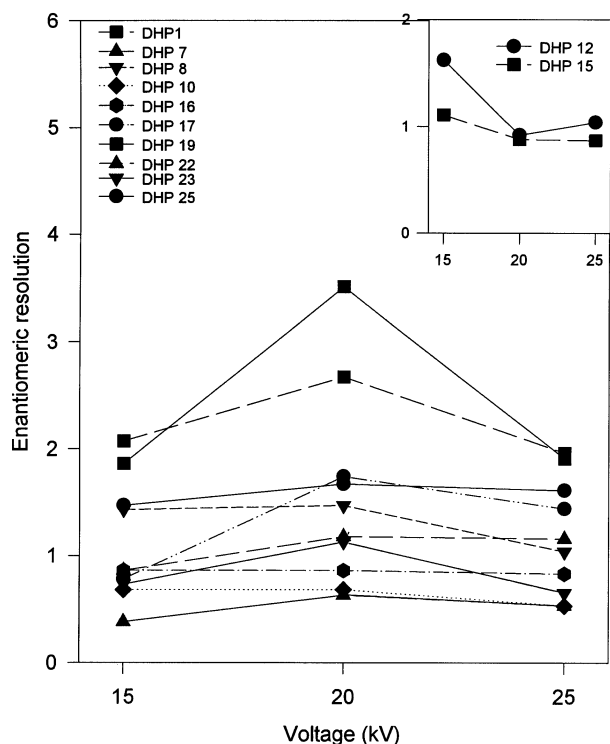 6
5
4
3
2
1
0
Enantiomeric resolution
DHP1
DHP 7
DHP 8
DHP 10
DHP 16
DHP 17
DHP 19
DHP 22
DHP 23
DHP 25
2
1
0
DHP 12
DHP 15
15
20
25
15
20
25
Voltage (kV)